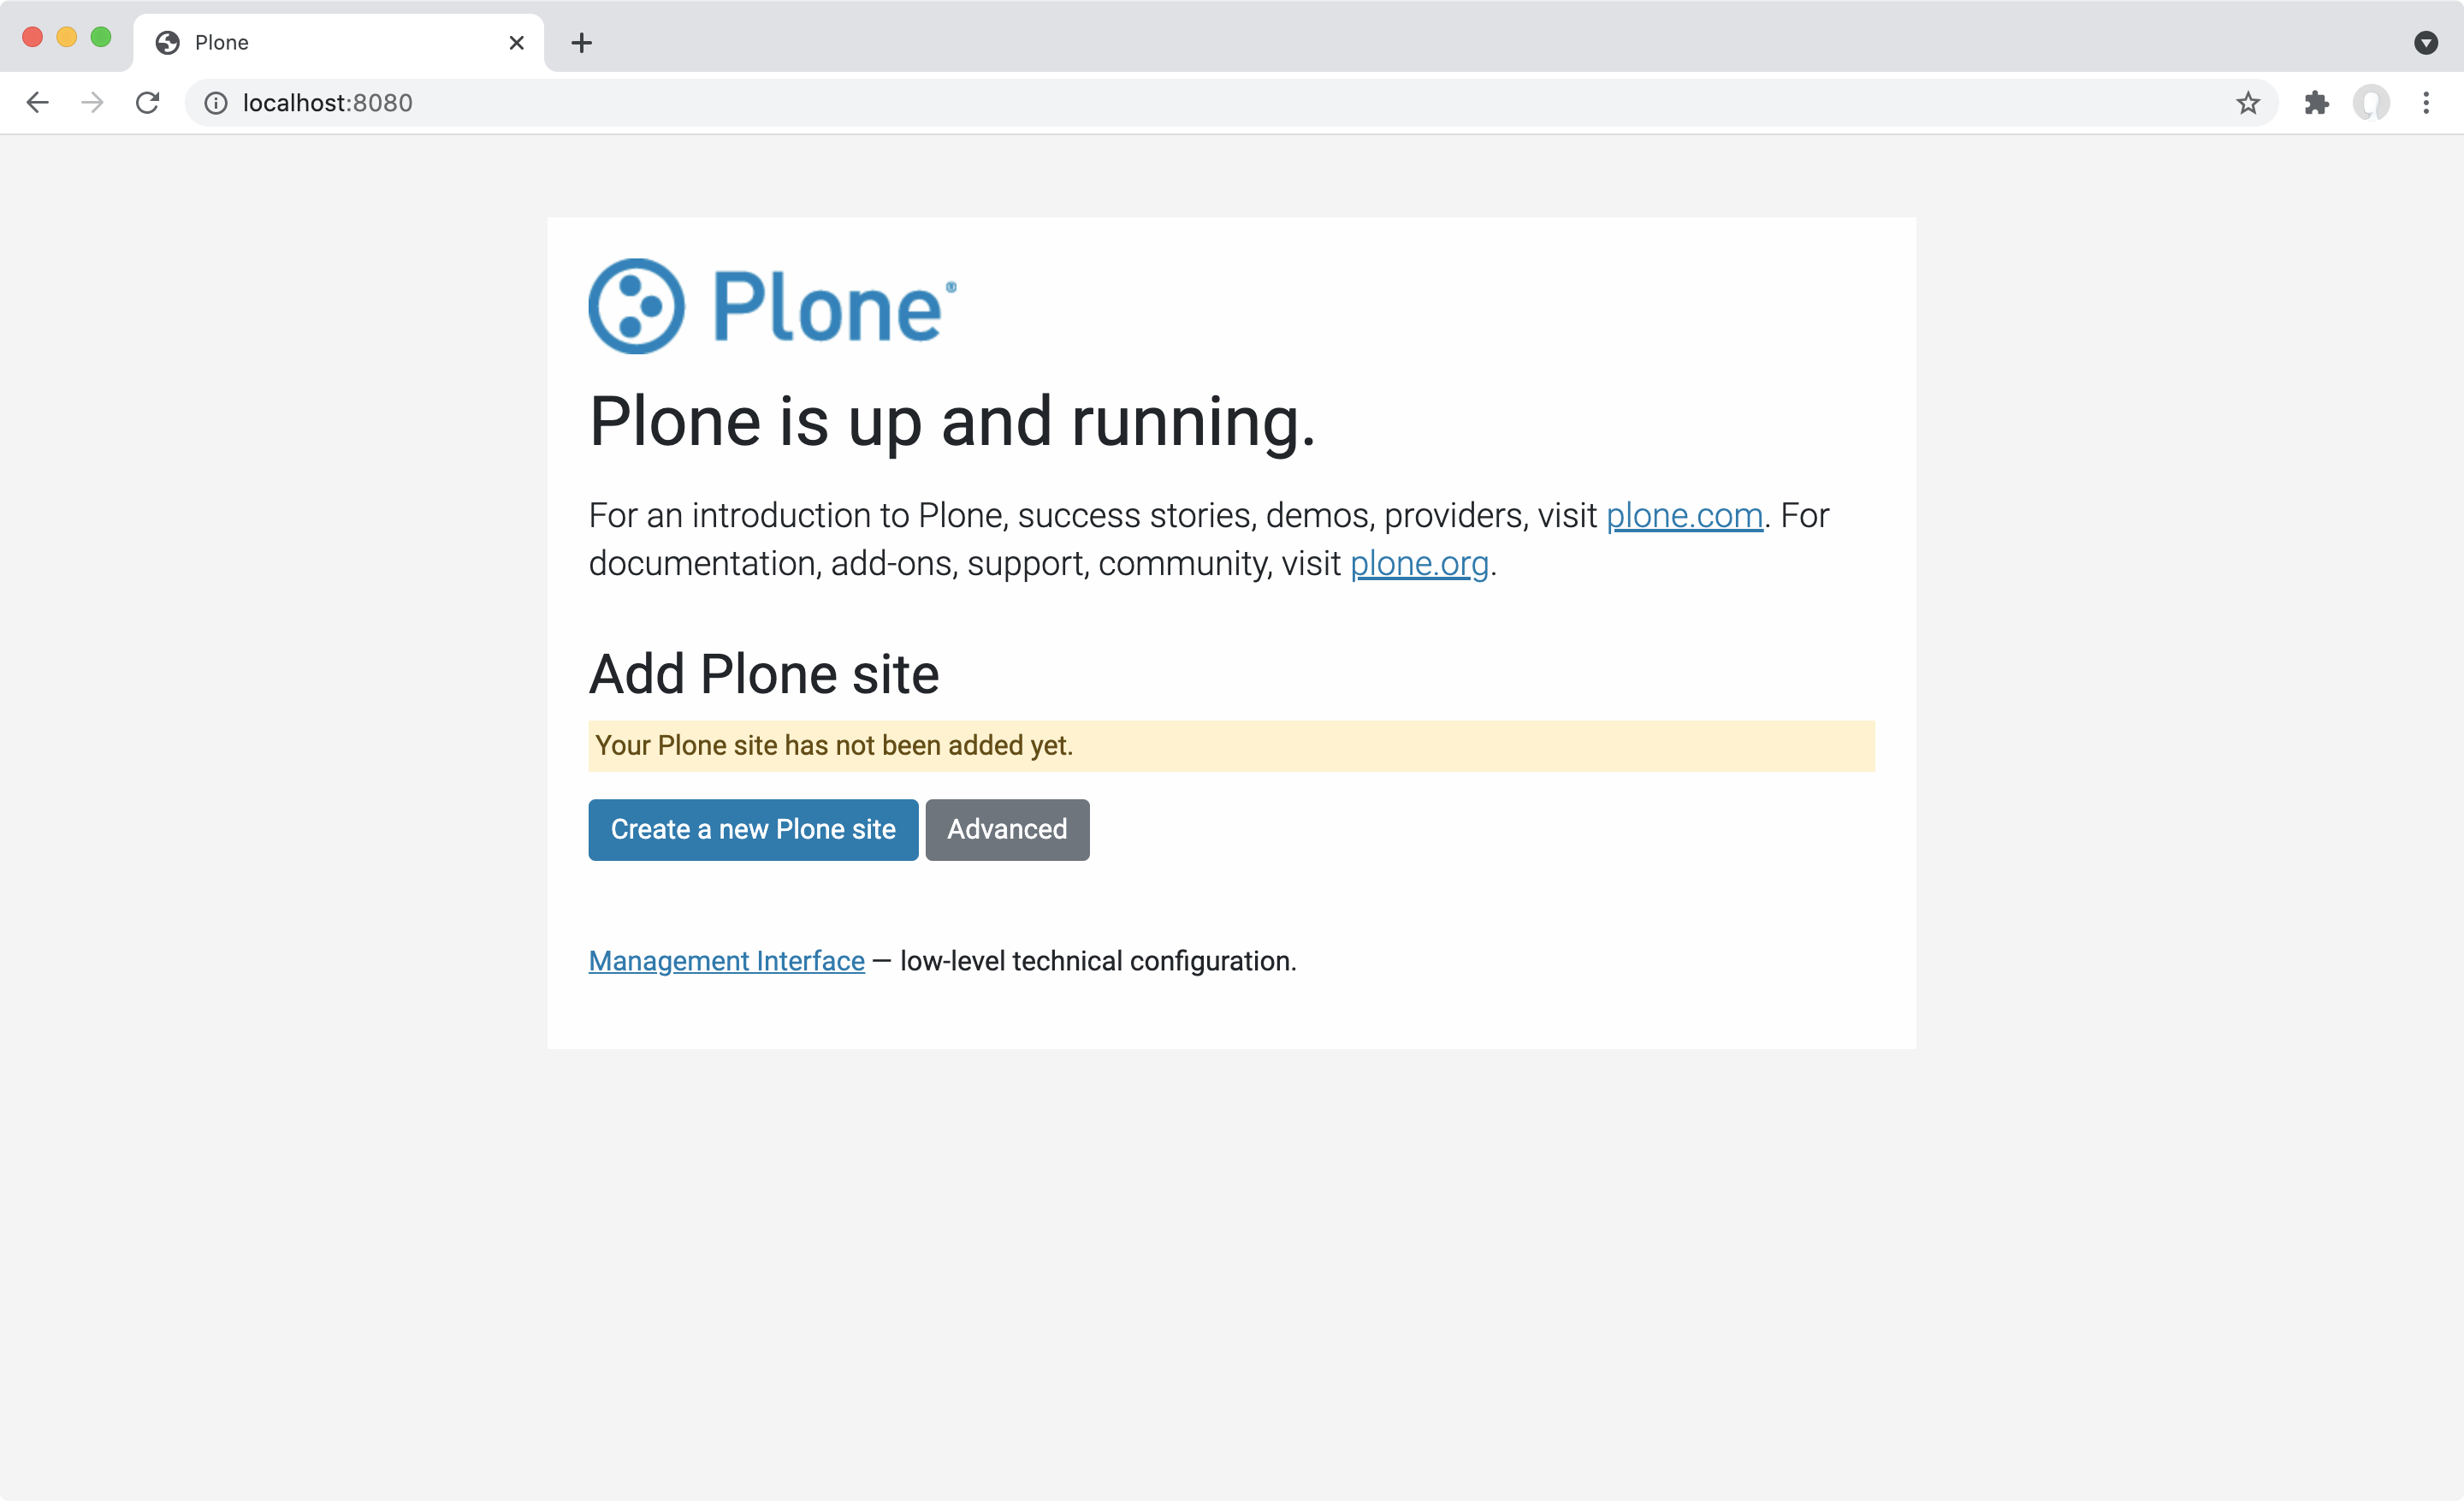 Plone
localhost:8080
Plone®
Plone is up and running.
For an introduction to Plone, success stories, demos, providers, visit plone.com. For
documentation, add-ons, support, community, visit plone.org.
Add Plone site
Your Plone site has not been added yet.
Create a new Plone site Advanced
Management Interface — low-level technical configuration.